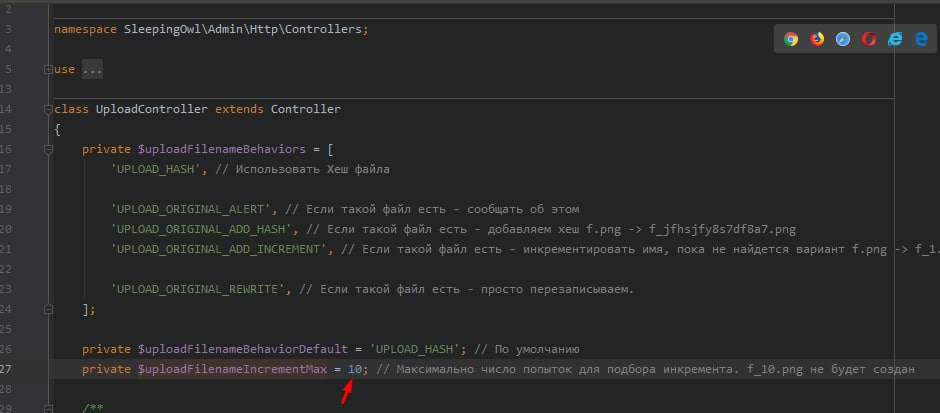 2
3 namespace SleepingOwl\Admin\Http\Controllers;
4
5 use ...
13
14 class UploadController extends Controller
15 {
16 private $uploadFilenameBehaviors = [
17 'UPLOAD_HASH', // Использовать Хеш файла
18
19 'UPLOAD_ORIGINAL_ALERT', // Если такой файл есть - сообщать об этом
20 'UPLOAD_ORIGINAL_ADD_HASH', // Если такой файл есть - добавляем хеш f.png -> f_jfhsjfy8s7df8a7.png
21 'UPLOAD_ORIGINAL_ADD_INCREMENT', // Если такой файл есть - инкрементировать имя, пока не найдется вариант f.png -> f_1.
22
23 'UPLOAD_ORIGINAL_REWRITE', // Если такой файл есть - просто перезаписываем.
24 ];
25
26 private $uploadFilenameBehaviorDefault = 'UPLOAD_HASH'; // По умолчанию
27 private $uploadFilenameIncrementMax = 10; // Максимально число попыток для подбора инкремента. f_10.png не будет создан
28
29 /**